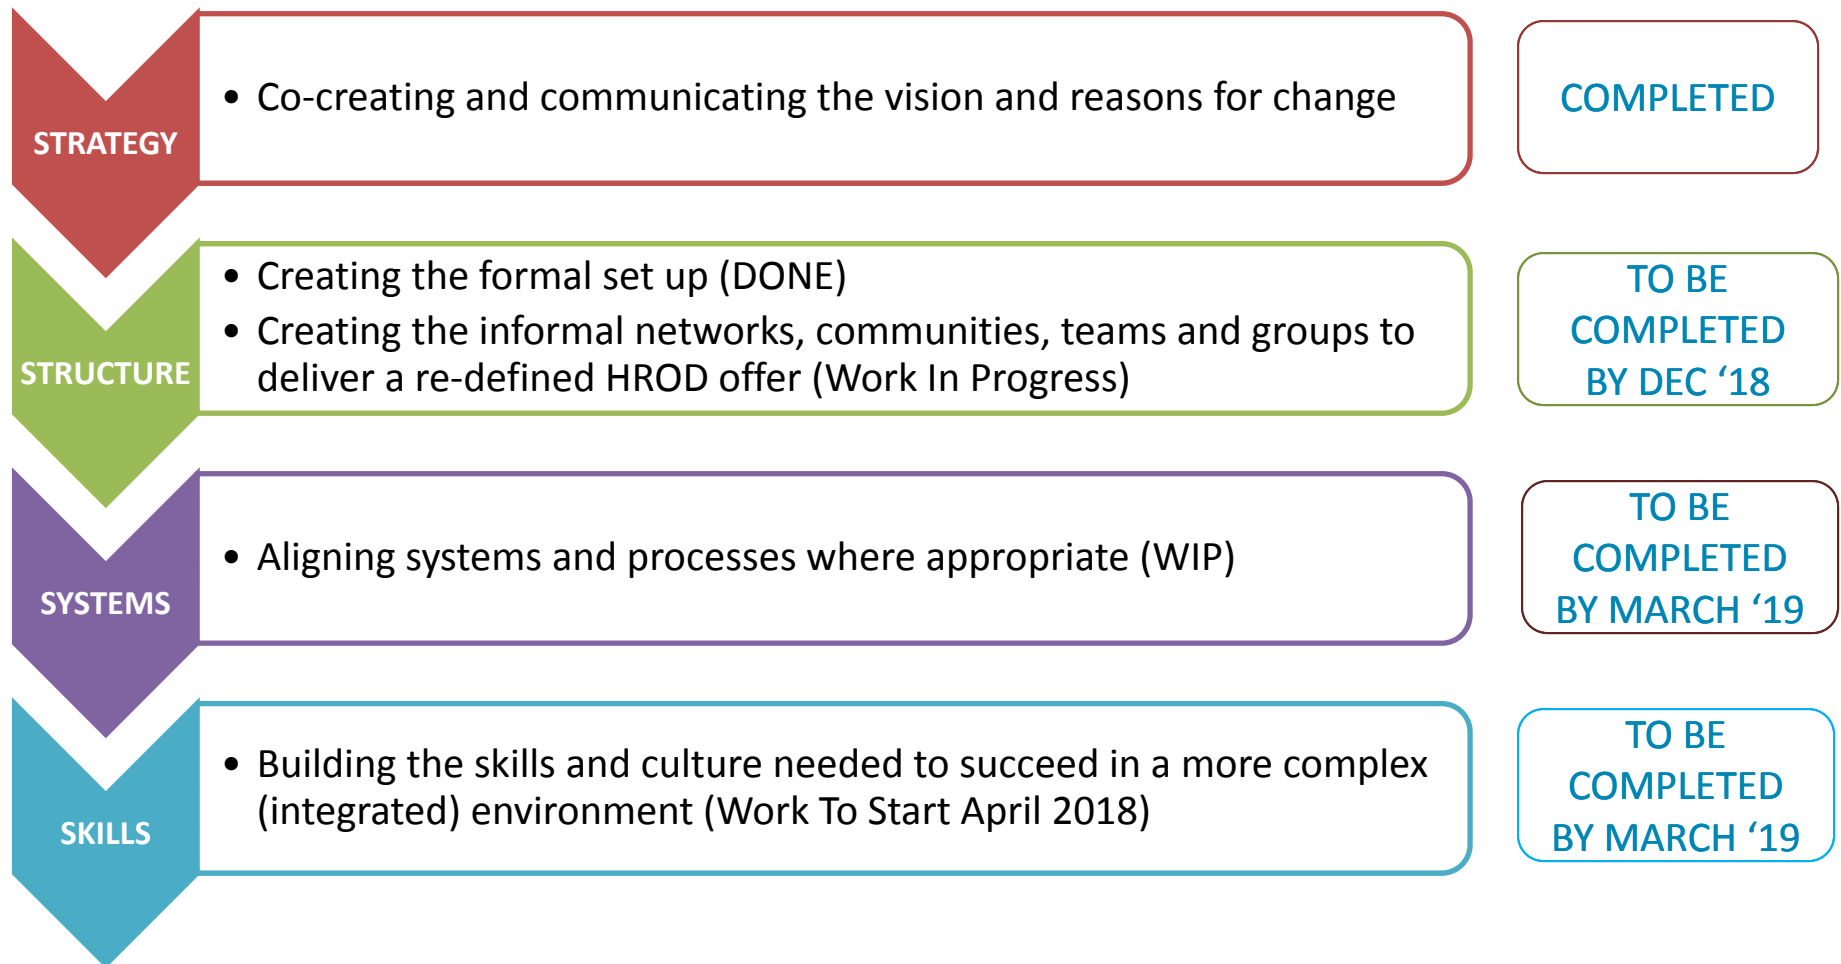 STRATEGY
• Co-creating and communicating the vision and reasons for change
COMPLETED
STRUCTURE
• Creating the formal set up (DONE)
• Creating the informal networks, communities, teams and groups to
deliver a re-defined HROD offer (Work In Progress)
TO BE
COMPLETED
BY DEC ‘18
SYSTEMS
• Aligning systems and processes where appropriate (WIP)
TO BE
COMPLETED
BY MARCH ‘19
SKILLS
• Building the skills and culture needed to succeed in a more complex
(integrated) environment (Work To Start April 2018)
TO BE
COMPLETED
BY MARCH ‘19